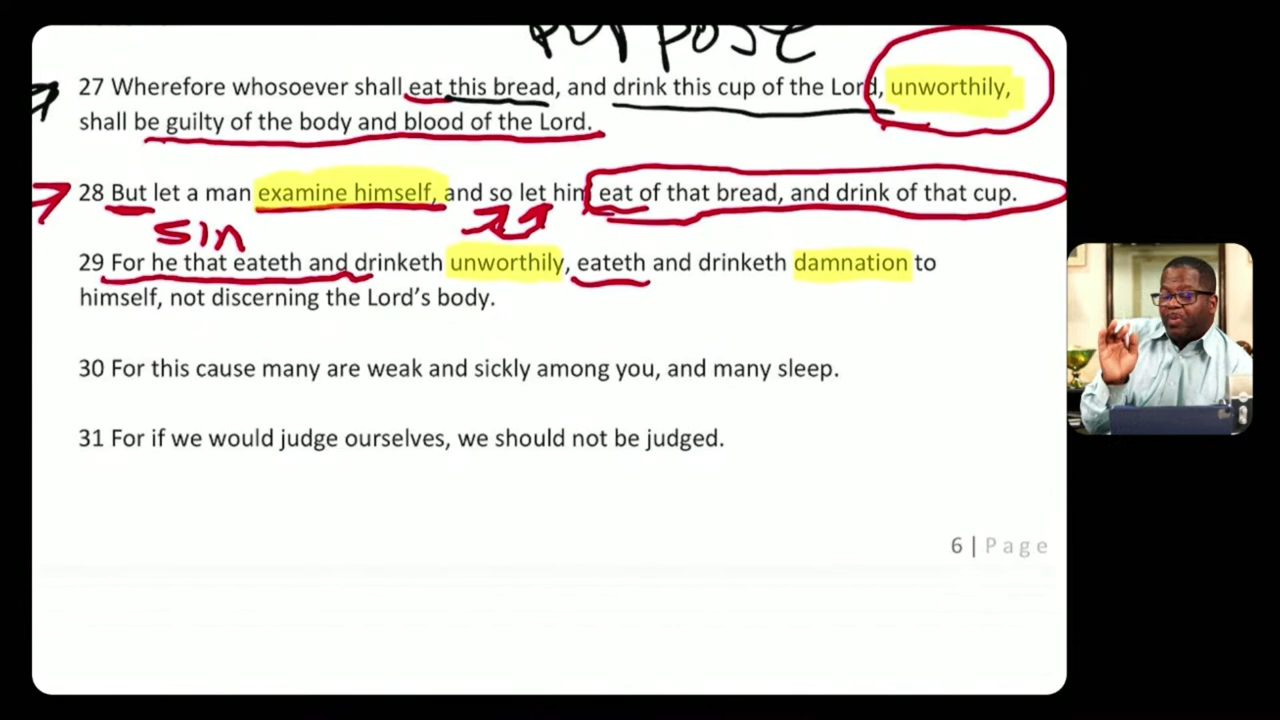 purpose
27 Wherefore whosoever shall eat this bread, and drink this cup of the Lord, unworthily,
shall be guilty of the body and blood of the Lord.
28 But let a man examine himself, and so let him eat of that bread, and drink of that cup.
sin
29 For he that eateth and drinketh unworthily, eateth and drinketh damnation to
himself, not discerning the Lord’s body.
30 For this cause many are weak and sickly among you, and many sleep.
31 For if we would judge ourselves, we should not be judged.
6 | Page